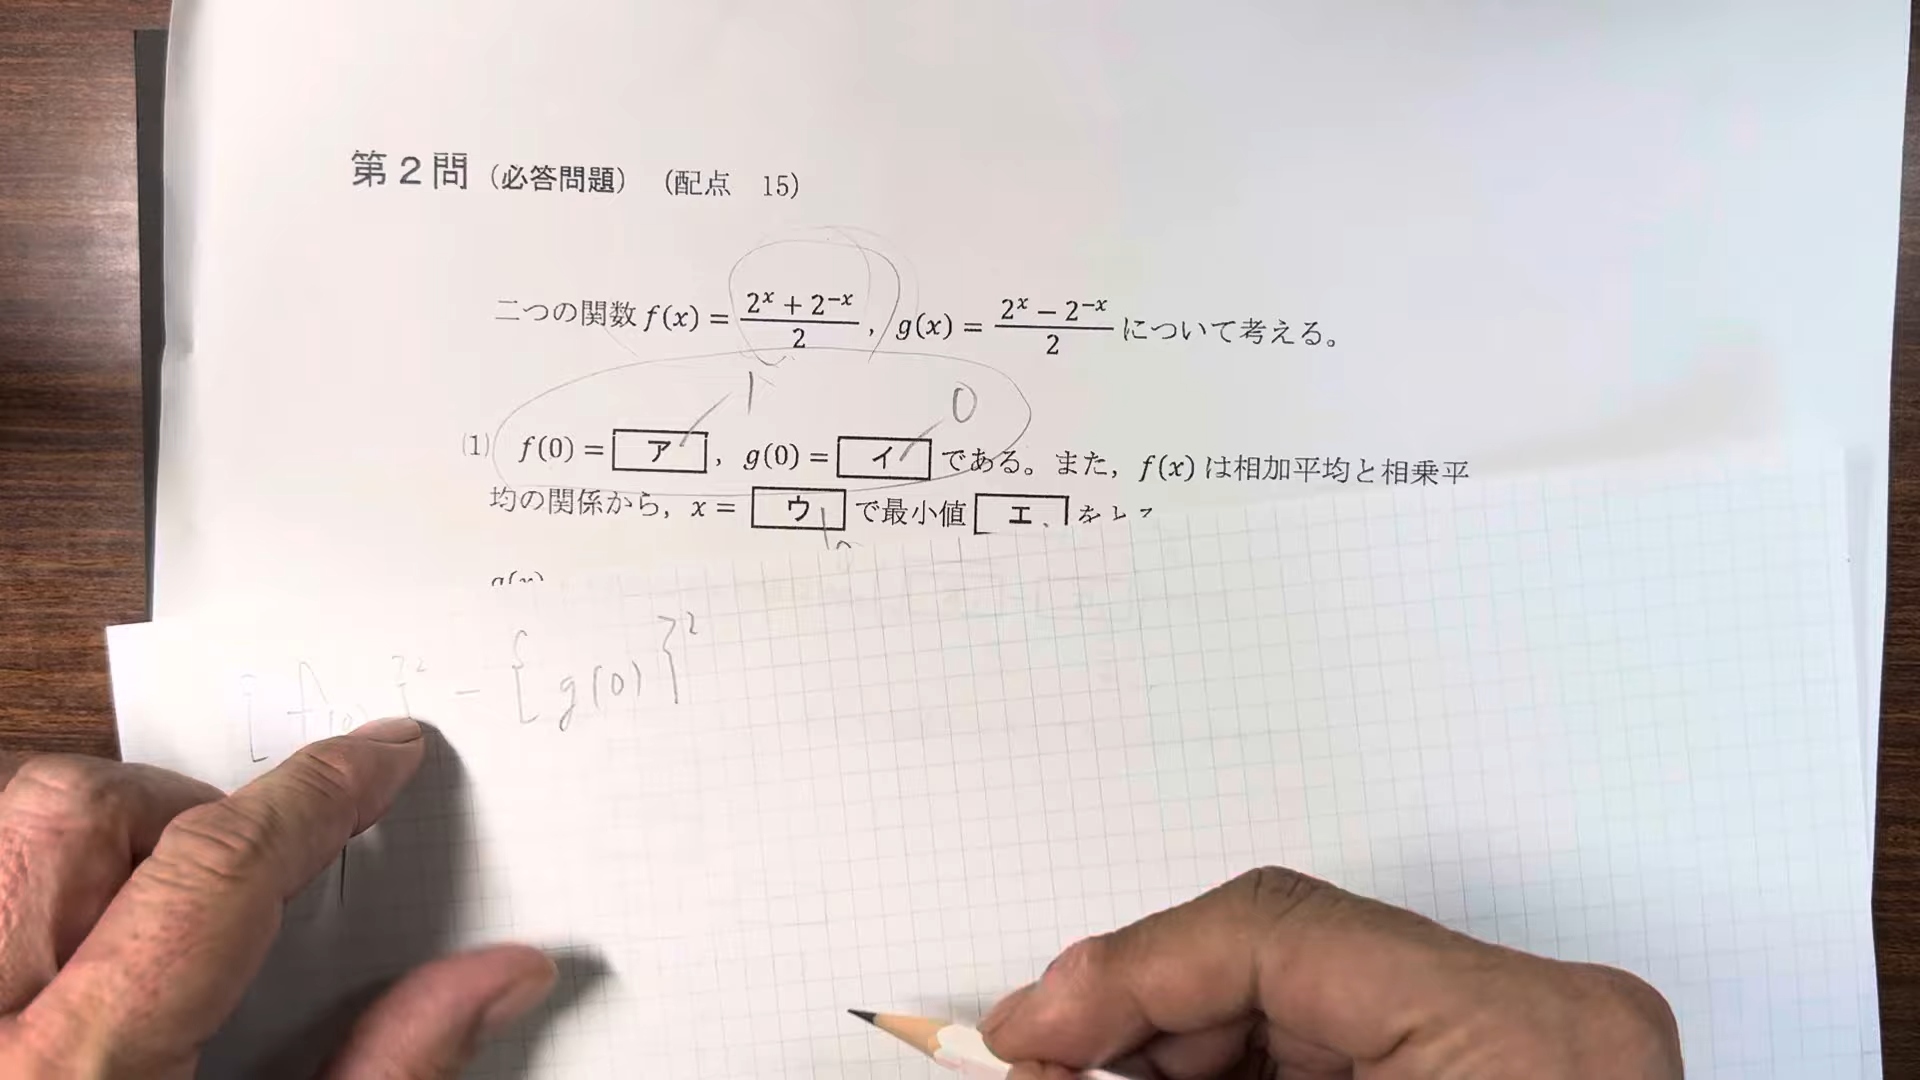 第２問（必答問題）（配点　15）
二つの関数 f(x) = (2^x + 2^{-x})/2, g(x) = (2^x − 2^{-x})/2 について考える。
1 0
(1) f(0) = ア, g(0) = イ である。また, f(x) は相加平均と相乗平
均の関係から, x = ウ で最小値 エ をとる
g(x)
{f(0)}² − {g(0)}²